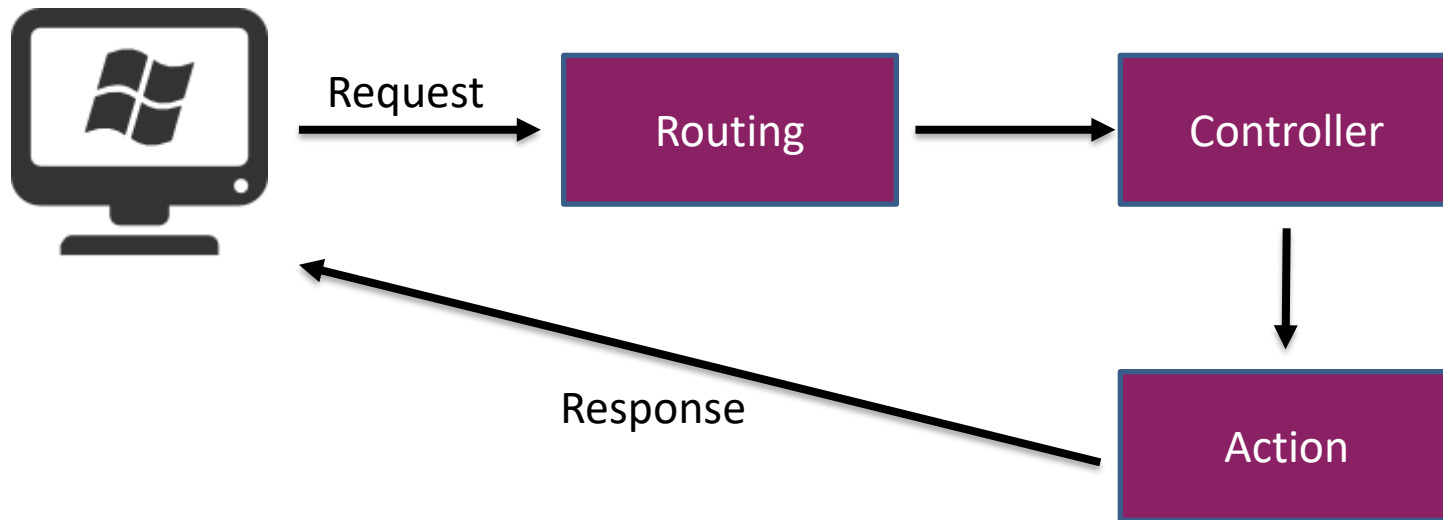 Request
Routing
Controller
Response
Action